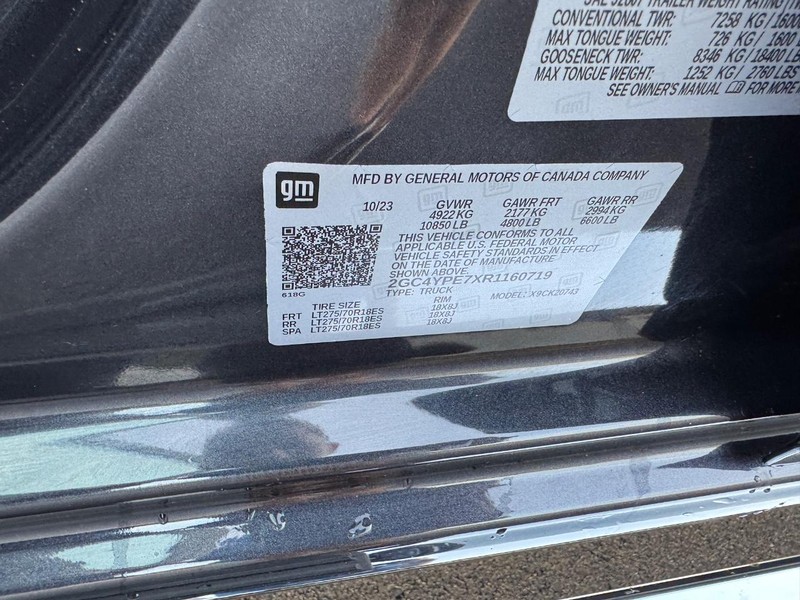 SAE J2807 TRAILER WEIGHT RATING (TWR)
CONVENTIONAL TWR: 7258 KG / 1600
MAX TONGUE WEIGHT: 726 KG / 1600 L
GOOSENECK TWR: 8346 KG / 18400 LB
MAX TONGUE WEIGHT: 1252 KG / 2760 LBS
SEE OWNER'S MANUAL FOR MORE
gm
MFD BY GENERAL MOTORS OF CANADA COMPANY
10/23 GVWR GAWR FRT GAWR RR
4922 KG 2177 KG 2994 KG
10850 LB 4800 LB 6600 LB
THIS VEHICLE CONFORMS TO ALL
APPLICABLE U.S. FEDERAL MOTOR
VEHICLE SAFETY STANDARDS IN EFFECT
ON THE DATE OF MANUFACTURE
SHOWN ABOVE.
2GC4YPE7XR1160719
TYPE: TRUCK MODEL: X9CK20743
618G
TIRE SIZE RIM
FRT LT275/70R18ES 18X8J
RR LT275/70R18ES 18X8J
SPA LT275/70R18ES 18X8J